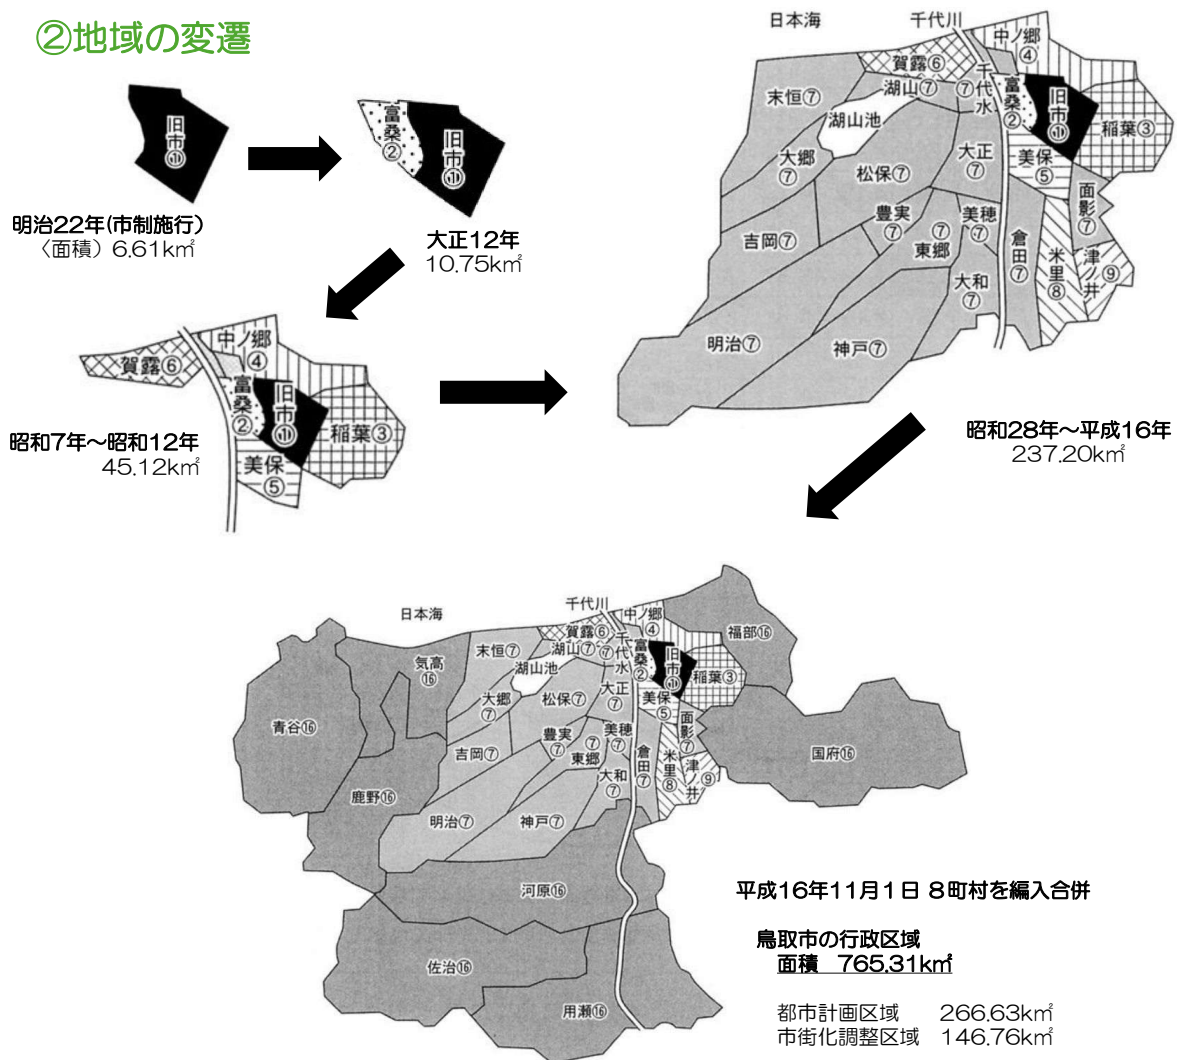 ②地域の変遷
旧市①
明治22年(市制施行)
〈面積〉6.61k㎡
富桑②
旧市①
大正12年
10.75k㎡
賀露⑥
中ノ郷④
富桑②
旧市①
稲葉③
美保⑤
昭和7年～昭和12年
45.12k㎡
日本海
千代川
中ノ郷④
賀露⑥
千代水⑦
末恒⑦
湖山⑦
富桑②
旧市①
稲葉③
湖山池
大郷⑦
松保⑦
大正⑦
美保⑤
面影⑦
吉岡⑦
豊実⑦
東郷⑦
美穂⑦
倉田⑦
米里⑧
津ノ井⑨
大和⑦
明治⑦
神戸⑦
昭和28年～平成16年
237.20k㎡
日本海
千代川
中ノ郷④
福部⑯
賀露⑥
千代水⑦
末恒⑦
湖山⑦
富桑②
旧市①
稲葉③
気高⑯
湖山池
大郷⑦
松保⑦
大正⑦
美保⑤
面影⑦
青谷⑯
吉岡⑦
豊実⑦
東郷⑦
美穂⑦
倉田⑦
米里⑧
津ノ井⑨
国府⑯
鹿野⑯
大和⑦
明治⑦
神戸⑦
河原⑯
佐治⑯
用瀬⑯
平成16年11月1日 8町村を編入合併
鳥取市の行政区域
面積 765.31k㎡
都市計画区域 266.63k㎡
市街化調整区域 146.76k㎡